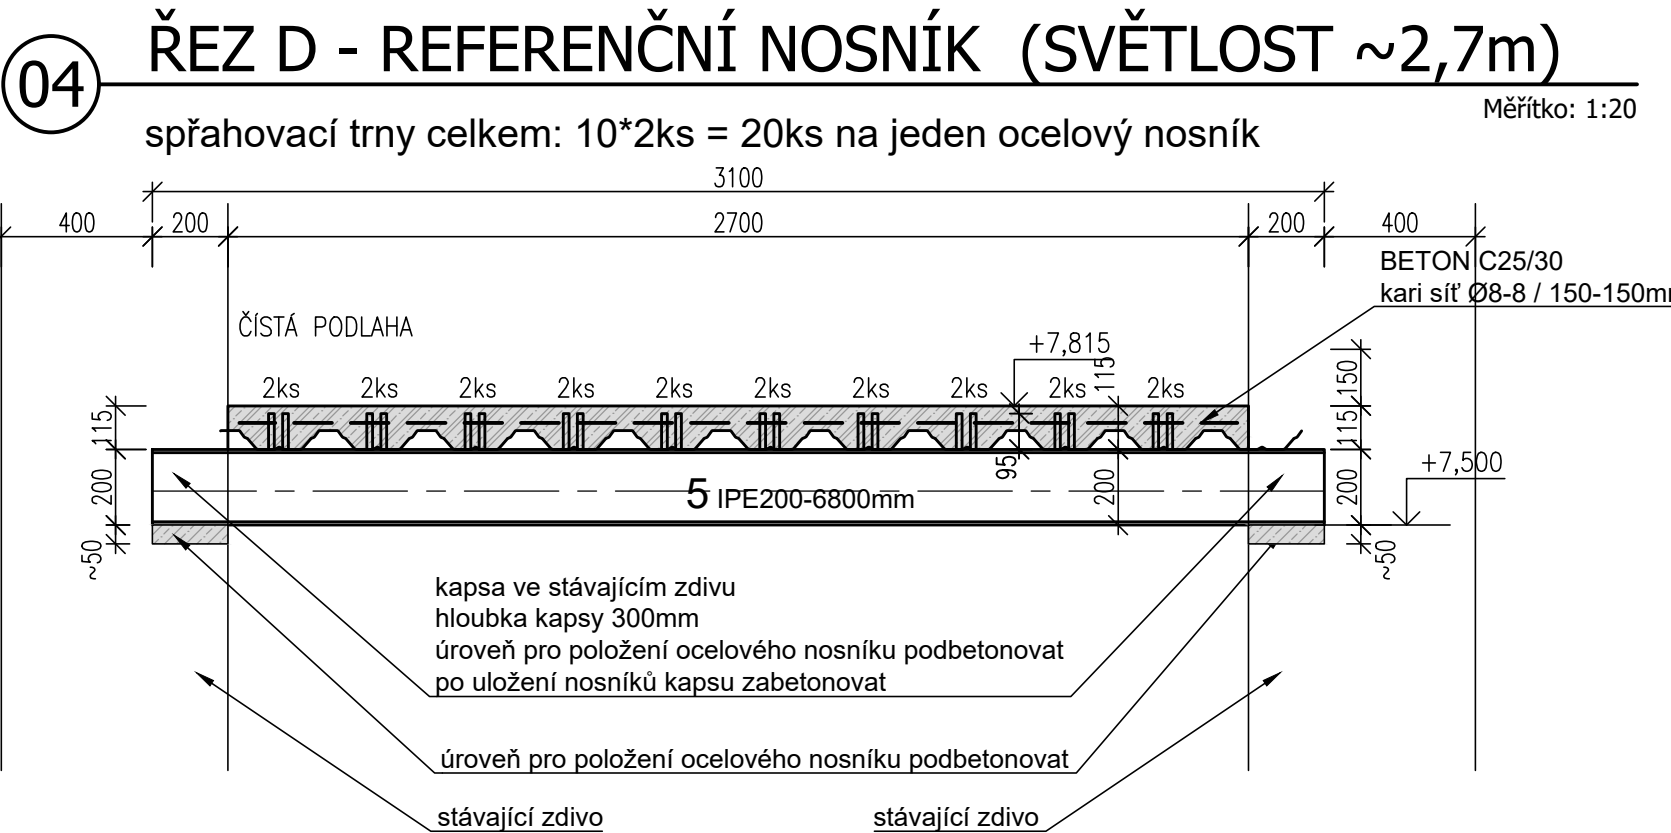 04
ŘEZ D - REFERENČNÍ NOSNÍK (SVĚTLOST ~2,7m)
Měřítko: 1:20
spřahovací trny celkem: 10*2ks = 20ks na jeden ocelový nosník
3100
400 200 2700 200 400
BETON C25/30
kari síť Ø8-8 / 150-150m
ČÍSTÁ PODLAHA
+7,815
2ks 2ks 2ks 2ks 2ks 2ks 2ks 2ks 2ks 2ks
115
150
115
115
95
+7,500
200
200
200
5 IPE200-6800mm
~50
~50
kapsa ve stávajícím zdivu
hloubka kapsy 300mm
úroveň pro položení ocelového nosníku podbetonovat
po uložení nosníků kapsu zabetonovat
úroveň pro položení ocelového nosníku podbetonovat
stávající zdivo
stávající zdivo